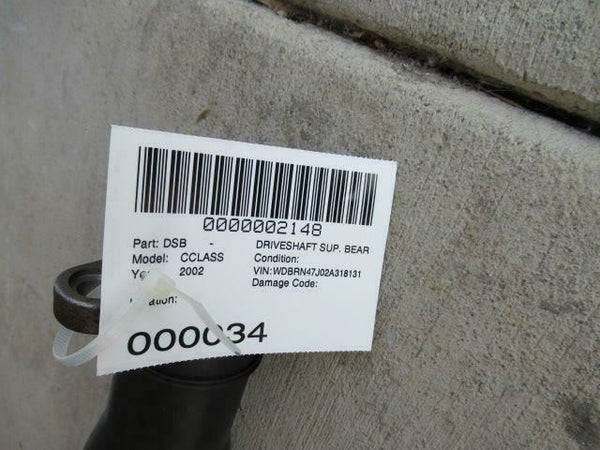 0000002148
Part: DSB - DRIVESHAFT SUP. BEAR
Model: CCLASS Condition:
2002 VIN:WDBRN47J02A318131
Damage Code:
000034